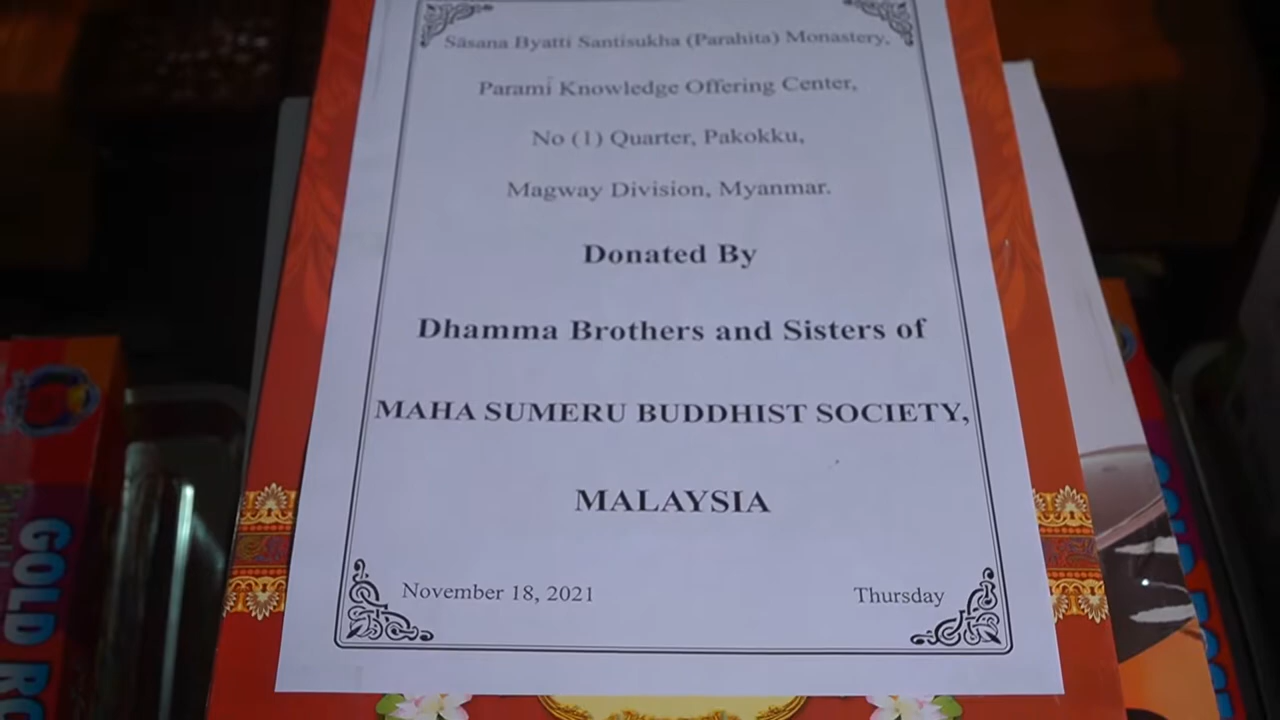 Sāsana Byatti Santisukha (Parahita) Monastery,
Paramī Knowledge Offering Center,
No (1) Quarter, Pakokku,
Magway Division, Myanmar.
Donated By
Dhamma Brothers and Sisters of
MAHA SUMERU BUDDHIST SOCIETY,
MALAYSIA
November 18, 2021 Thursday
GOLD